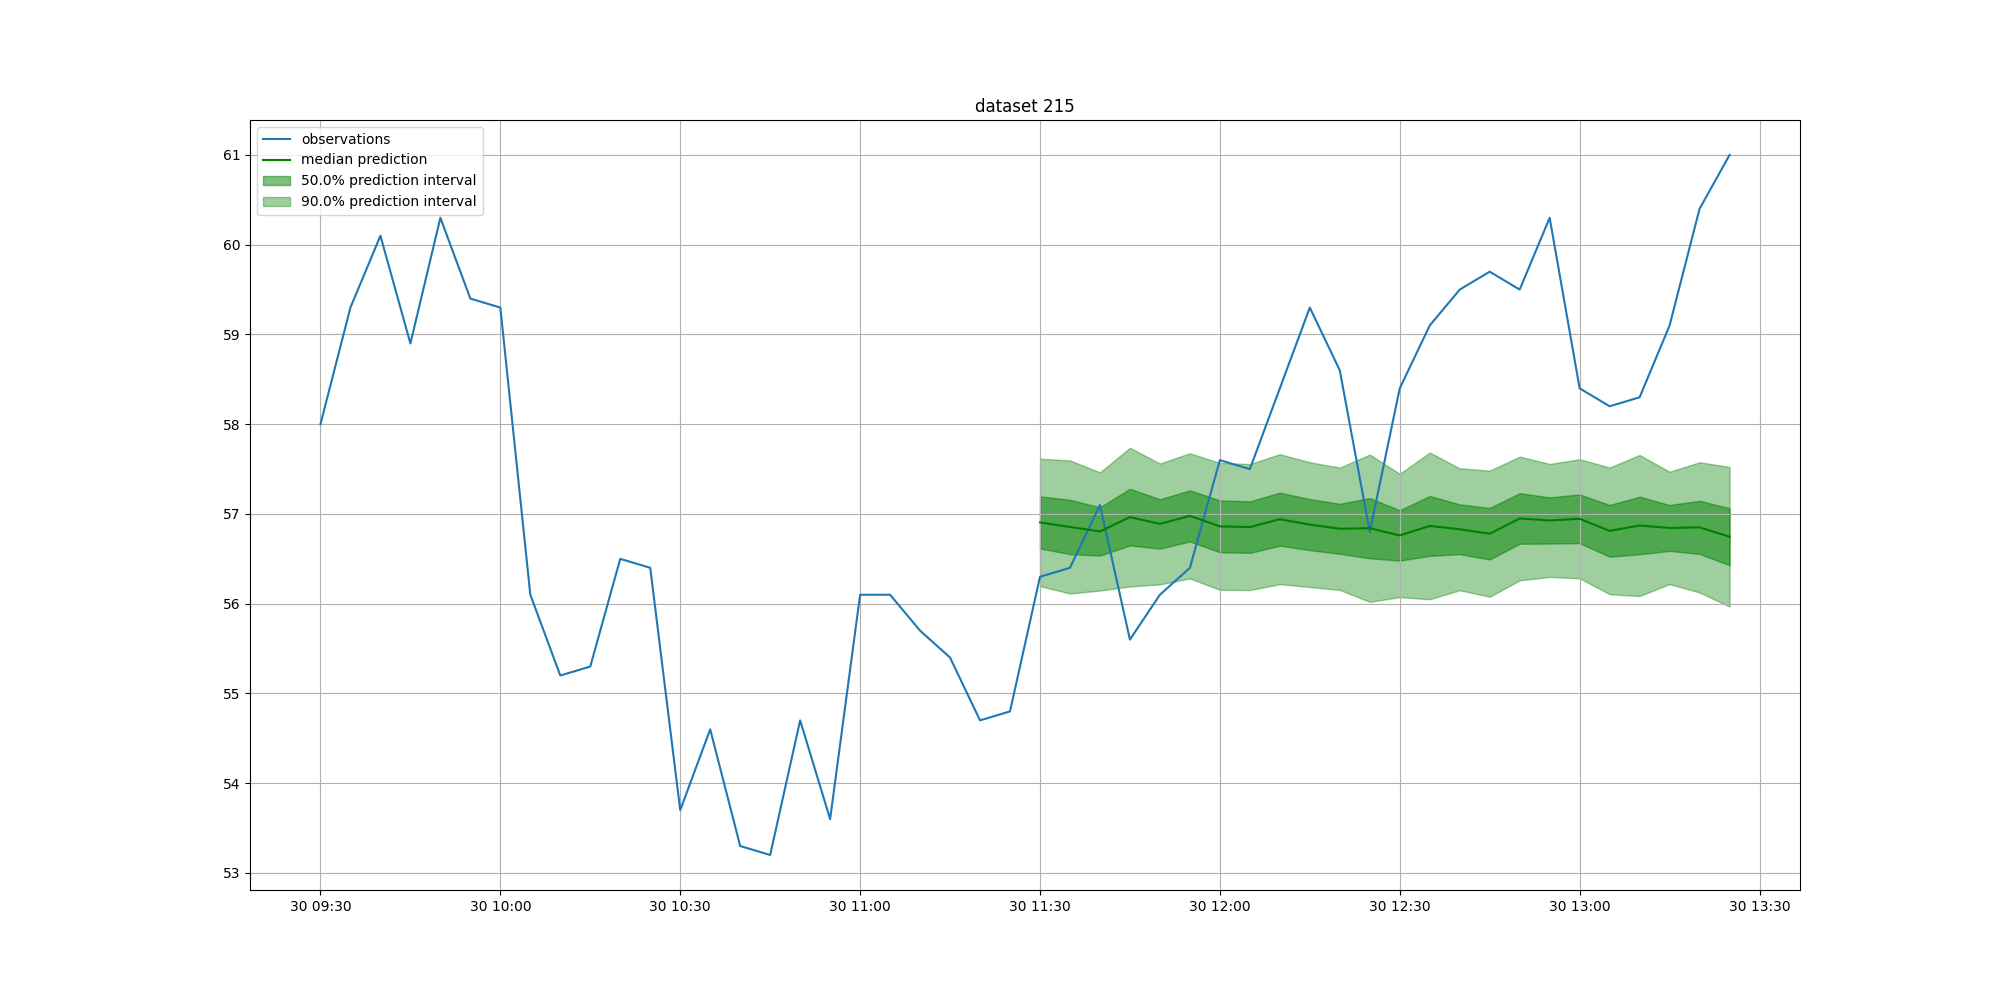 dataset 215
observations
median prediction
50.0% prediction interval
90.0% prediction interval
61
60
59
58
57
56
55
54
53
30 09:30 30 10:00 30 10:30 30 11:00 30 11:30 30 12:00 30 12:30 30 13:00 30 13:30